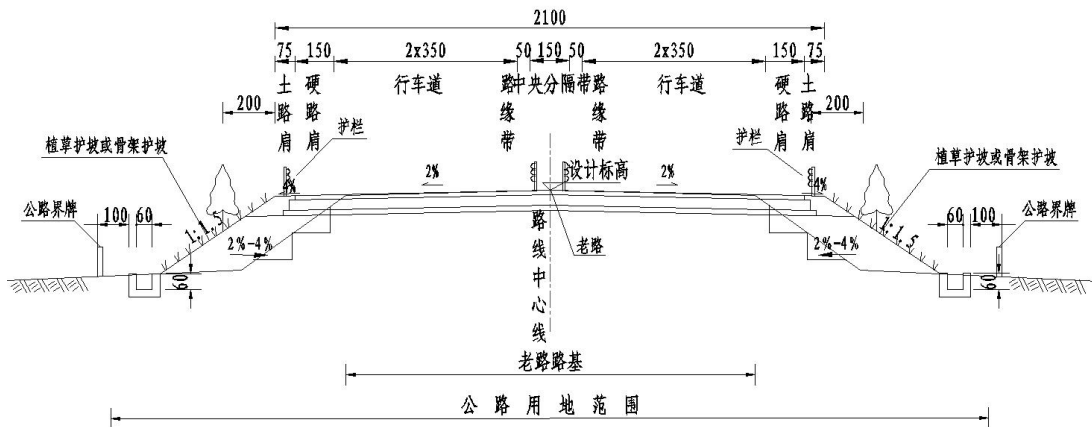 2100
75 150 2x350 50 150 50 2x350 150 75
土路肩
硬路肩
行车道
路缘带
中央分隔带
路缘带
行车道
硬路肩
土路肩
200
200
护栏
护栏
植草护坡或骨架护坡
植草护坡或骨架护坡
设计标高
2%
2%
4%
4%
公路界牌
100 60
60 100
公路界牌
1:1.5
1:1.5
2%-4%
2%-4%
老路
60
60
路线中心线
老路路基
公路用地范围